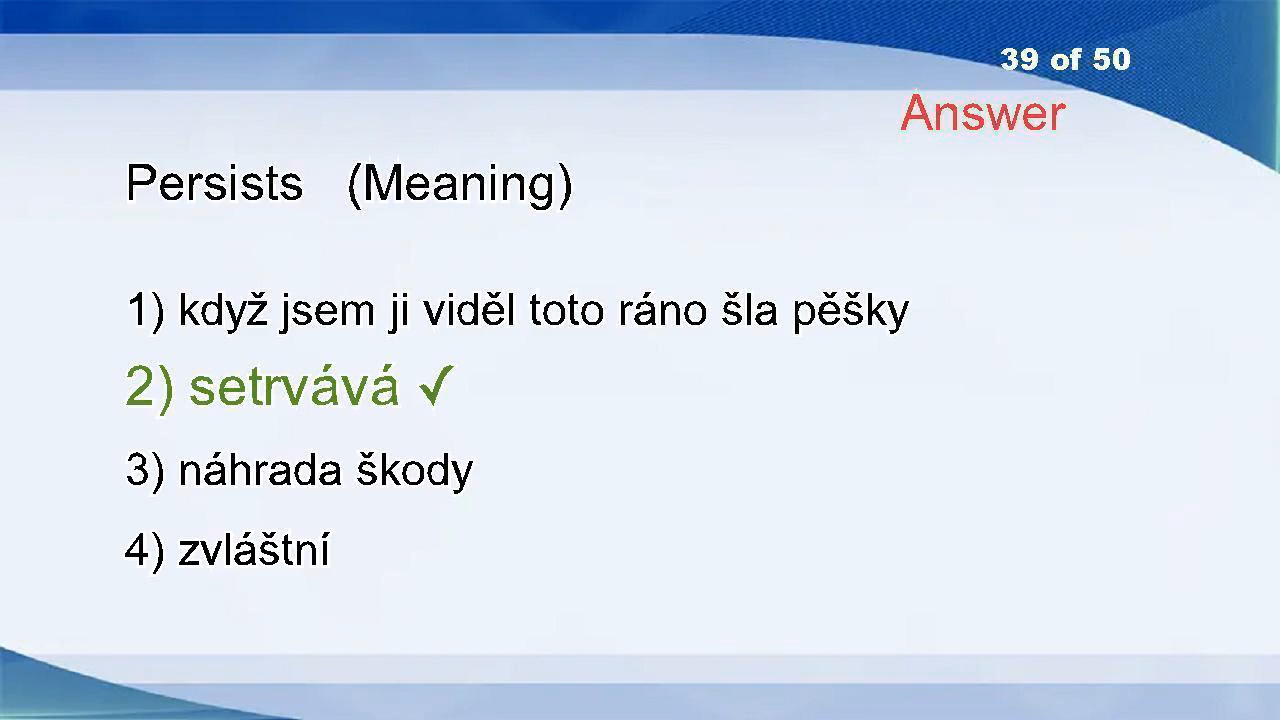 39 of 50
Answer
Persists (Meaning)
1) když jsem ji viděl toto ráno šla pěšky
2) setrvává ✓
3) náhrada škody
4) zvláštní